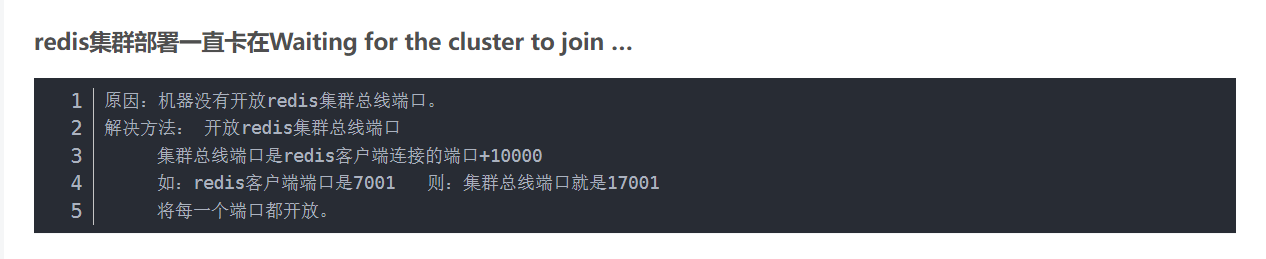 redis集群部署一直卡在Waiting for the cluster to join …
1 原因：机器没有开放redis集群总线端口。
2 解决方法： 开放redis集群总线端口
3 集群总线端口是redis客户端连接的端口+10000
4 如：redis客户端端口是7001 则：集群总线端口就是17001
5 将每一个端口都开放。